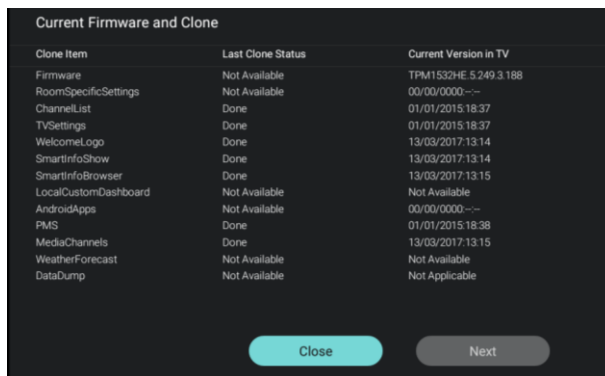 Current Firmware and Clone
Clone Item Last Clone Status Current Version in TV
Firmware Not Available TPM1532HE.5.249.3.188
RoomSpecificSettings Not Available 00/00/0000:--:--
ChannelList Done 01/01/2015:18:37
TVSettings Done 01/01/2015:18:37
WelcomeLogo Done 13/03/2017:13:14
SmartInfoShow Done 13/03/2017:13:14
SmartInfoBrowser Done 13/03/2017:13:15
LocalCustomDashboard Not Available Not Available
AndroidApps Not Available 00/00/0000:--:--
PMS Done 01/01/2015:18:38
MediaChannels Done 13/03/2017:13:15
WeatherForecast Not Available Not Available
DataDump Not Available Not Applicable
Close Next